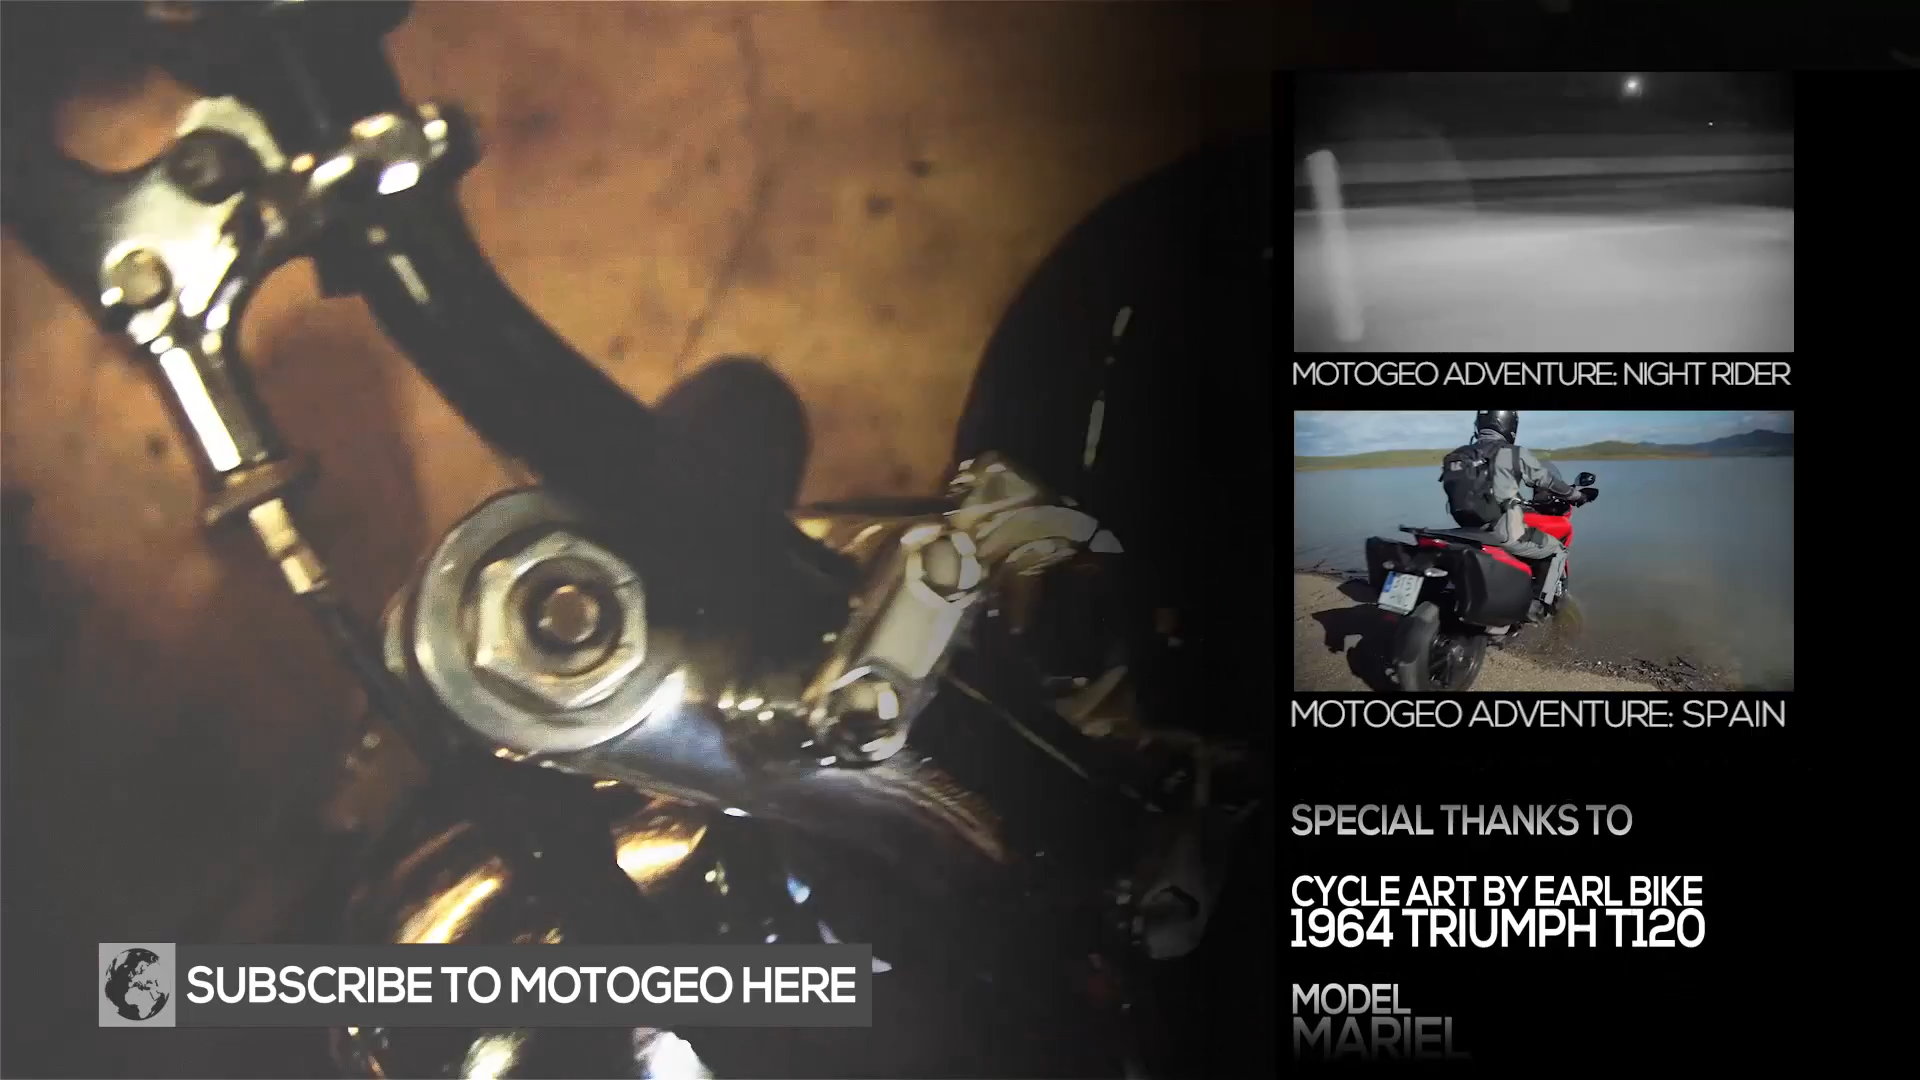 MOTOGEO ADVENTURE: NIGHT RIDER
MOTOGEO ADVENTURE: SPAIN
SPECIAL THANKS TO
CYCLE ART BY EARL BIKE
1964 TRIUMPH T120
MODEL
MARIEL
SUBSCRIBE TO MOTOGEO HERE